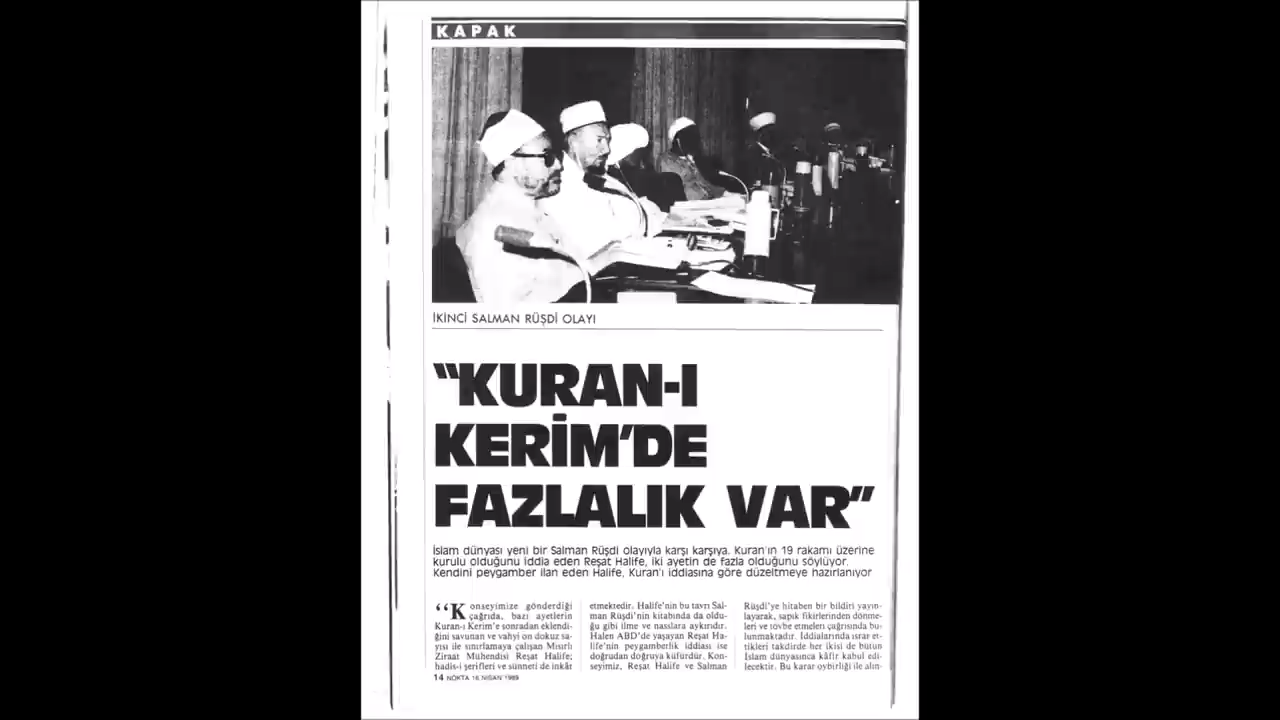 KAPAK
İKİNCİ SALMAN RÜŞDİ OLAYI
“KURAN-I
KERİM’DE
FAZLALIK VAR”
İslam dünyası yeni bir Salman Rüşdi olayıyla karşı karşıya. Kuran’ın 19 rakamı üzerine
kurulu olduğunu iddia eden Reşat Halife, iki ayetin de fazla olduğunu söylüyor.
Kendini peygamber ilan eden Halife, Kuran’ı iddiasına göre düzeltmeye hazırlanıyor
“Konseyimize gönderdiği
çağrıda, bazı ayetlerin
Kuran-ı Kerim’e sonradan eklendi-
ğini savunan ve vahyi on dokuz sa-
yısı ile sınırlamaya çalışan Mısırlı
Ziraat Mühendisi Reşat Halife;
hadis-i şerifleri ve sünneti de inkâr
etmektedir. Halife’nin bu tavrı Sal-
man Rüşdi’nin kitabında da oldu-
ğu gibi ilme ve nasslara aykırıdır.
Halen ABD’de yaşayan Reşat Ha-
life’nin peygamberlik iddiası ise
doğrudan doğruya küfürdür. Kon-
seyimiz, Reşat Halife ve Salman
Rüşdi’ye hitaben bir bildiri yayın-
layarak, sapık fikirlerinden dönme-
leri ve tövbe etmeleri çağrısında bu-
lunmaktadır. İddialarında ısrar et-
tikleri takdirde her ikisi de bütün
İslam dünyasınca kâfir kabul edi-
lecektir. Bu karar oybirliği ile alın-
14 NOKTA 16 NİSAN 1989